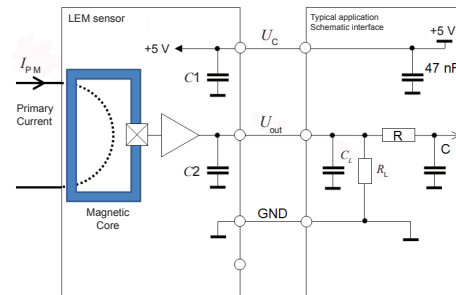 LEM sensor
Typical application
Schematic interface
+5 V
U_C
+5 V
I_PM
C1
47 nF
Primary
Current
U_out
R
C
C2
C_L
R_L
Magnetic
Core
GND